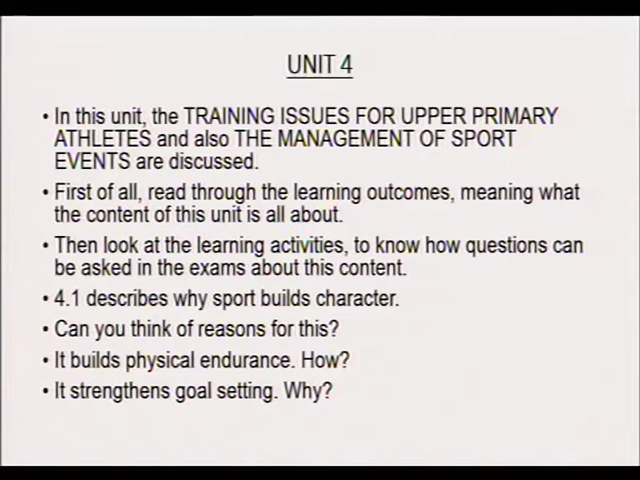 UNIT 4
• In this unit, the TRAINING ISSUES FOR UPPER PRIMARY
ATHLETES and also THE MANAGEMENT OF SPORT
EVENTS are discussed.
• First of all, read through the learning outcomes, meaning what
the content of this unit is all about.
• Then look at the learning activities, to know how questions can
be asked in the exams about this content.
• 4.1 describes why sport builds character.
• Can you think of reasons for this?
• It builds physical endurance. How?
• It strengthens goal setting. Why?